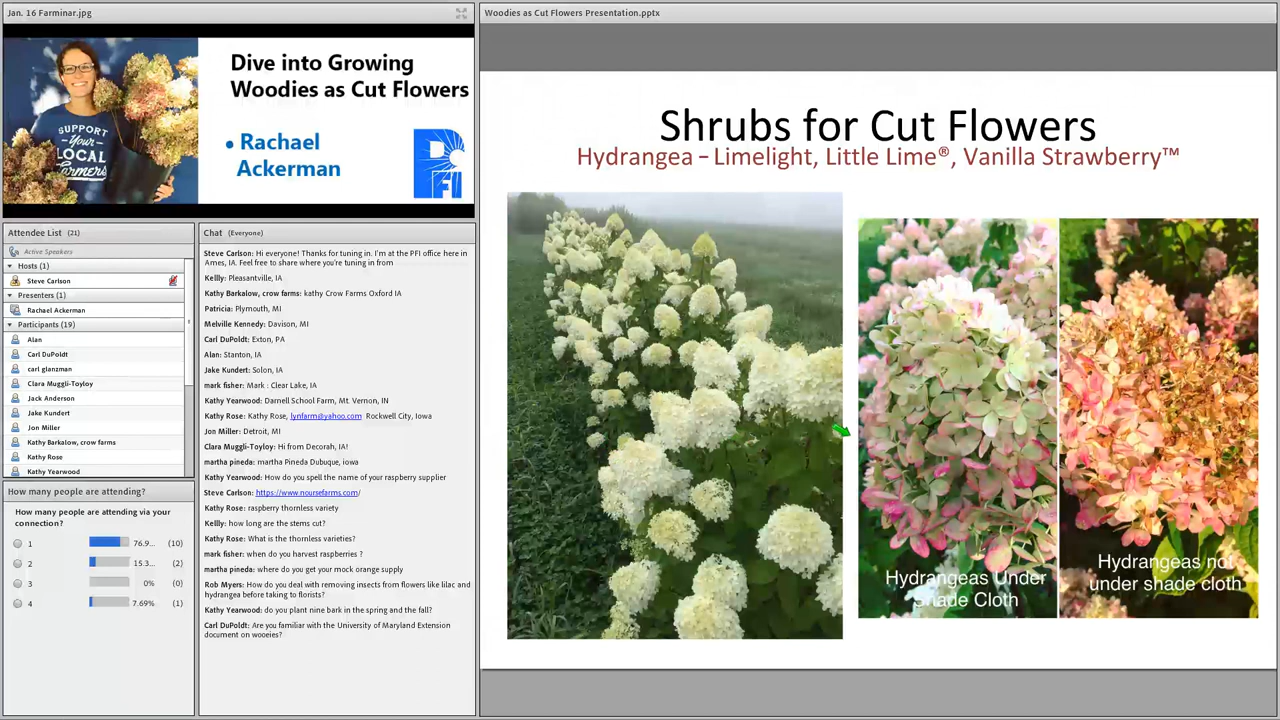 Jan. 16 Farminar.jpg
Dive into Growing
Woodies as Cut Flowers
• Rachael
Ackerman
SUPPORT
Your
LOCAL
Farmers
PFI
Attendee List (21)
Active Speakers
Hosts (1)
Steve Carlson
Presenters (1)
Rachael Ackerman
Participants (19)
Alan
Carl DuPoldt
carl glanzman
Clara Muggli-Toyloy
Jack Anderson
Jake Kundert
Jon Miller
Kathy Barkalow, crow farms
Kathy Rose
Kathy Yearwood
How many people are attending?
How many people are attending via your
connection?
1 76.9... (10)
2 15.3... (2)
3 0% (0)
4 7.69% (1)
Chat (Everyone)
Steve Carlson: Hi everyone! Thanks for tuning in. I'm at the PFI office here in
Ames, IA. Feel free to share where you're tuning in from
Kellly: Pleasantville, IA
Kathy Barkalow, crow farms: kathy Crow Farms Oxford IA
Patricia: Plymouth, MI
Melville Kennedy: Davison, MI
Carl DuPoldt: Exton, PA
Alan: Stanton, IA
Jake Kundert: Solon, IA
mark fisher: Mark : Clear Lake, IA
Kathy Yearwood: Darnell School Farm, Mt. Vernon, IN
Kathy Rose: Kathy Rose, lynfarm@yahoo.com Rockwell City, Iowa
Jon Miller: Detroit, MI
Clara Muggli-Toyloy: Hi from Decorah, IA!
martha pineda: martha Pineda Dubuque, iowa
Kathy Yearwood: How do you spell the name of your raspberry supplier
Steve Carlson: https://www.noursefarms.com/
Kathy Rose: raspberry thornless variety
Kellly: how long are the stems cut?
Kathy Rose: What is the thornless varieties?
mark fisher: when do you harvest raspberries ?
martha pineda: where do you get your mock orange supply
Rob Myers: How do you deal with removing insects from flowers like lilac and
hydrangea before taking to florists?
Kathy Yearwood: do you plant nine bark in the spring and the fall?
Carl DuPoldt: Are you familiar with the University of Maryland Extension
document on wooeies?
Woodies as Cut Flowers Presentation.pptx
Shrubs for Cut Flowers
Hydrangea – Limelight, Little Lime®, Vanilla Strawberry™
Hydrangeas Under
Shade Cloth
Hydrangeas not
under shade cloth